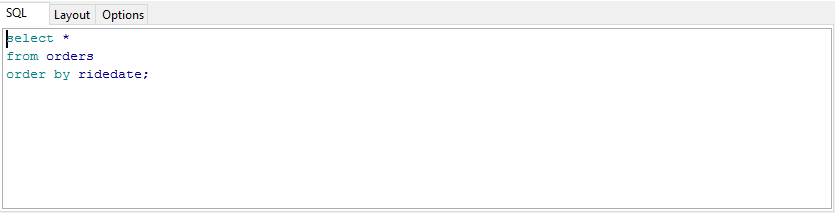 SQL Layout Options
select *
from orders
order by ridedate;